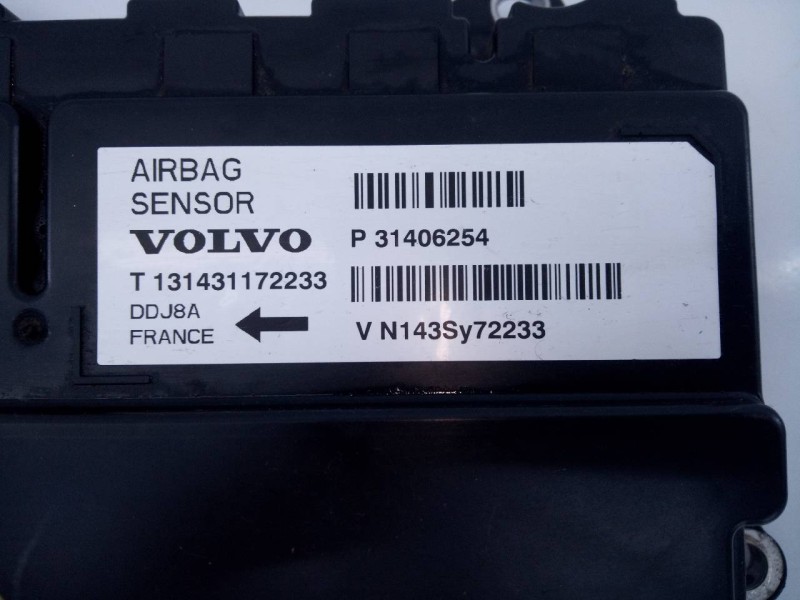 AIRBAG
SENSOR
VOLVO
P 31406254
T 131431172233
DDJ8A
FRANCE
V N143Sy72233